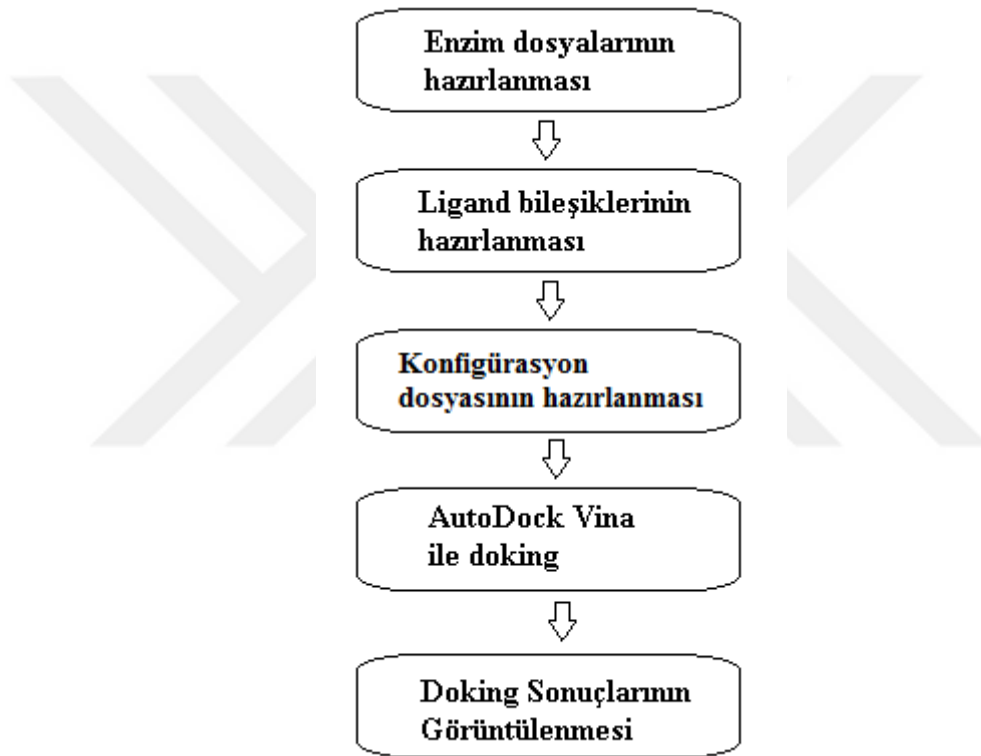 Enzim dosyalarının
hazırlanması
Ligand bileşiklerinin
hazırlanması
Konfigürasyon
dosyasının hazırlanması
AutoDock Vina
ile doking
Doking Sonuçlarının
Görüntülenmesi